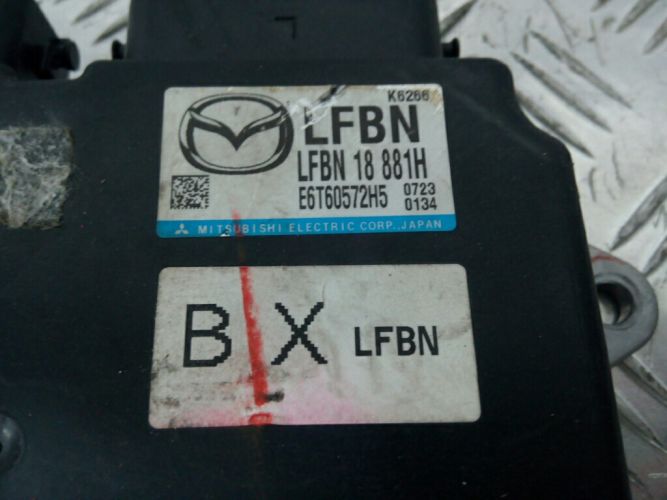 K6266
LFBN
LFBN 18 881H
E6T60572H5 0723
0134
MITSUBISHI ELECTRIC CORP., JAPAN
B X LFBN